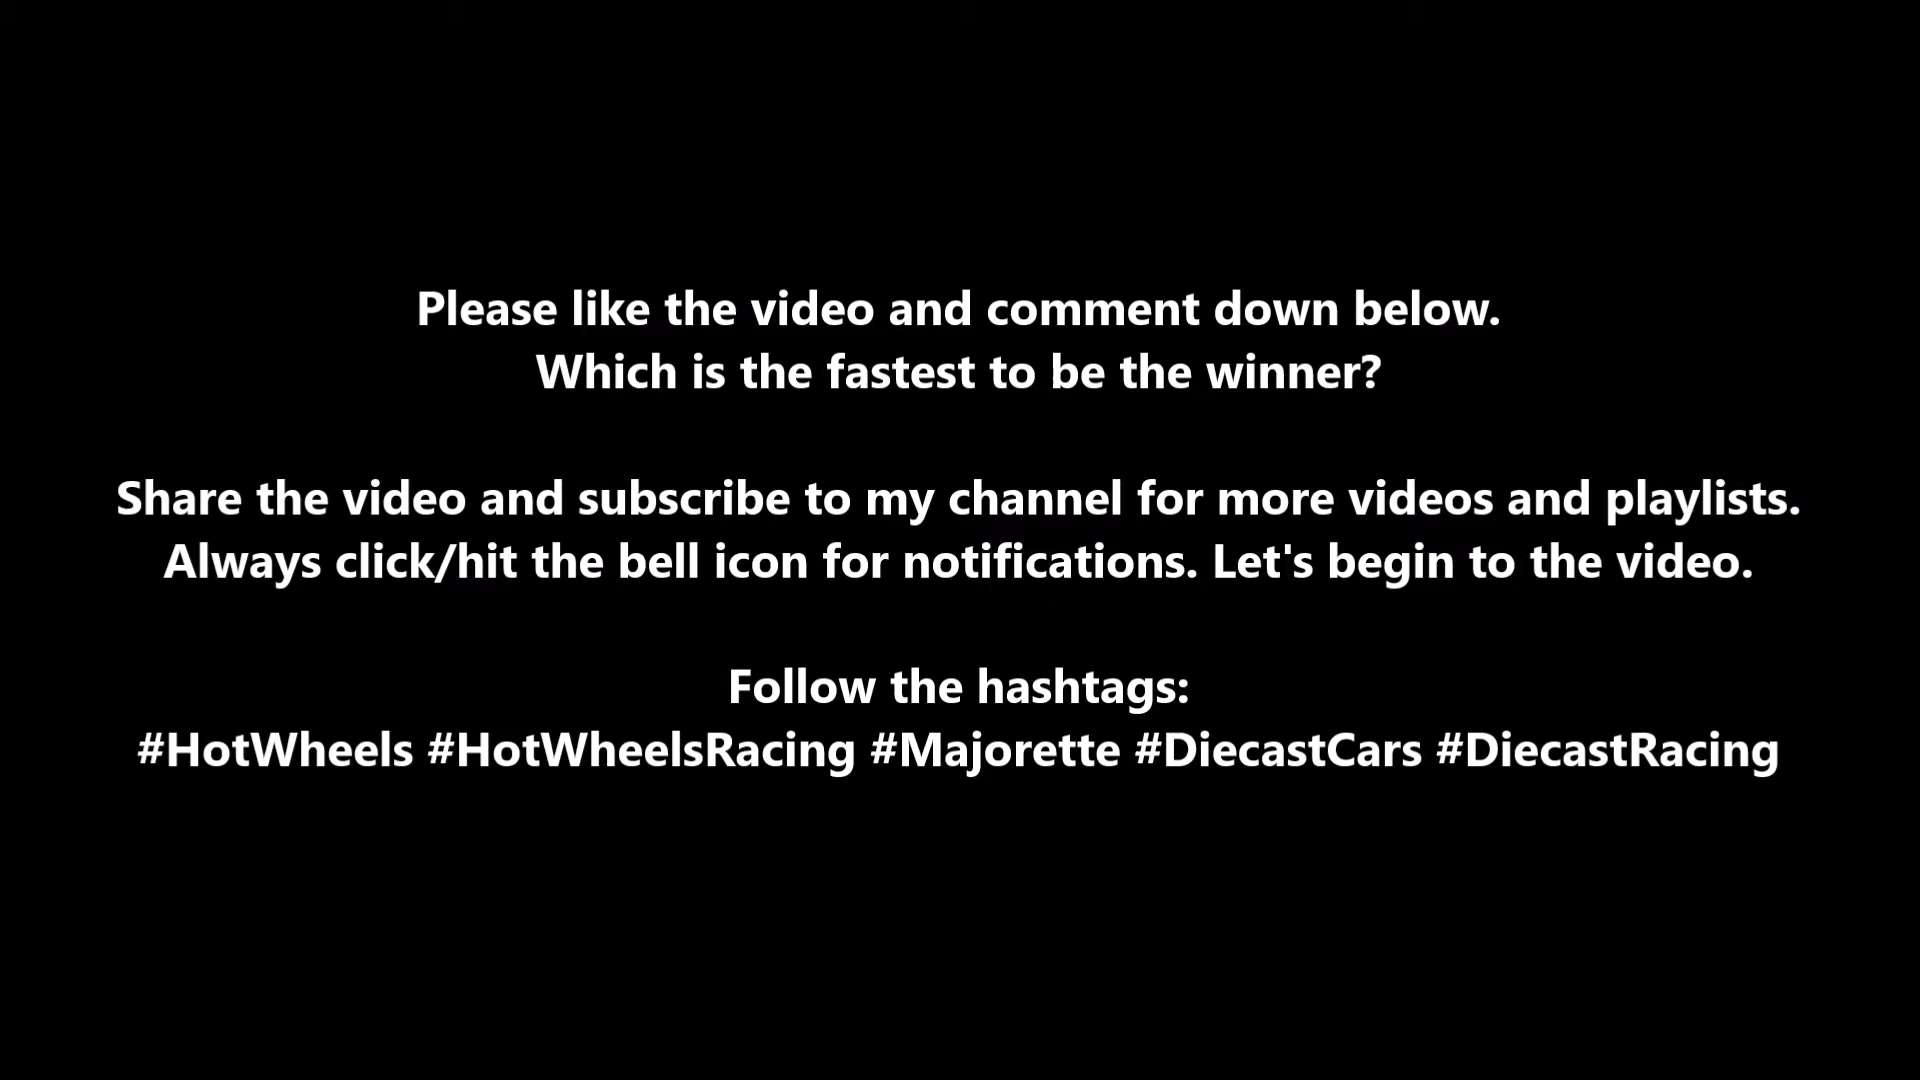 Please like the video and comment down below.
Which is the fastest to be the winner?
Share the video and subscribe to my channel for more videos and playlists.
Always click/hit the bell icon for notifications. Let's begin to the video.
Follow the hashtags:
#HotWheels #HotWheelsRacing #Majorette #DiecastCars #DiecastRacing